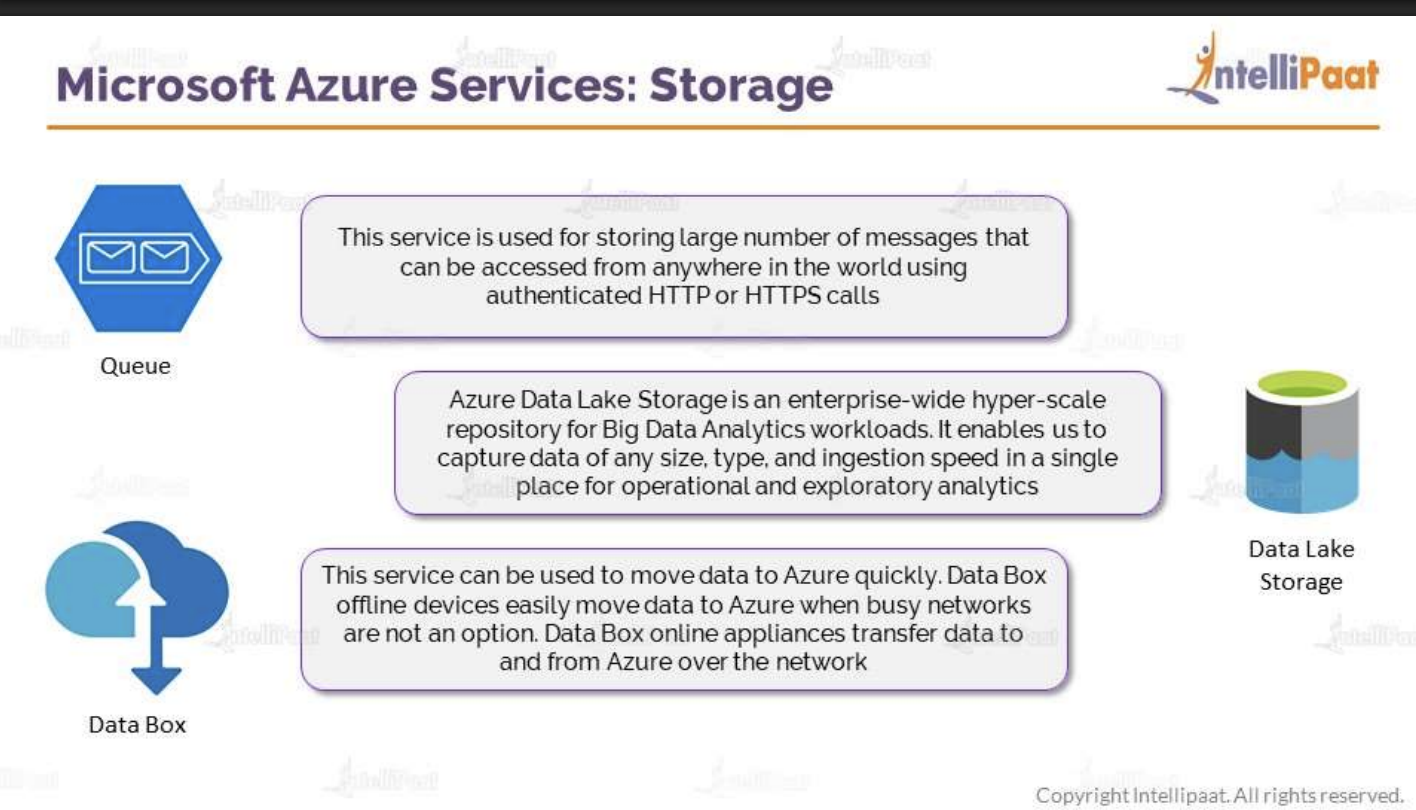 Microsoft Azure Services: Storage
IntelliPaat
This service is used for storing large number of messages that
can be accessed from anywhere in the world using
authenticated HTTP or HTTPS calls
Queue
Azure Data Lake Storage is an enterprise-wide hyper-scale
repository for Big Data Analytics workloads. It enables us to
capture data of any size, type, and ingestion speed in a single
place for operational and exploratory analytics
Data Lake
Storage
This service can be used to move data to Azure quickly. Data Box
offline devices easily move data to Azure when busy networks
are not an option. Data Box online appliances transfer data to
and from Azure over the network
Data Box
Copyright Intellipaat. All rights reserved.